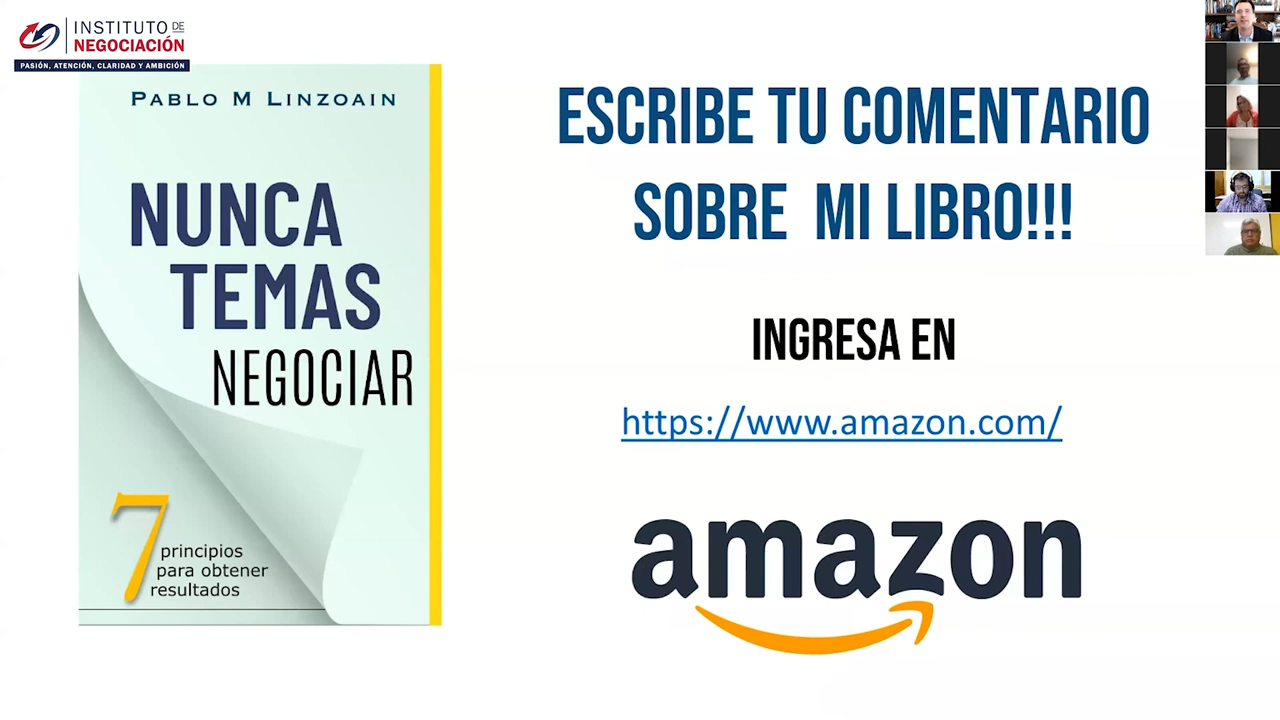 INSTITUTO DE
NEGOCIACIÓN
PASIÓN, ATENCIÓN, CLARIDAD Y AMBICIÓN
PABLO M LINZOAIN
NUNCA
TEMAS
NEGOCIAR
7 principios
para obtener
resultados
ESCRIBE TU COMENTARIO
SOBRE MI LIBRO!!!
INGRESA EN
https://www.amazon.com/
amazon